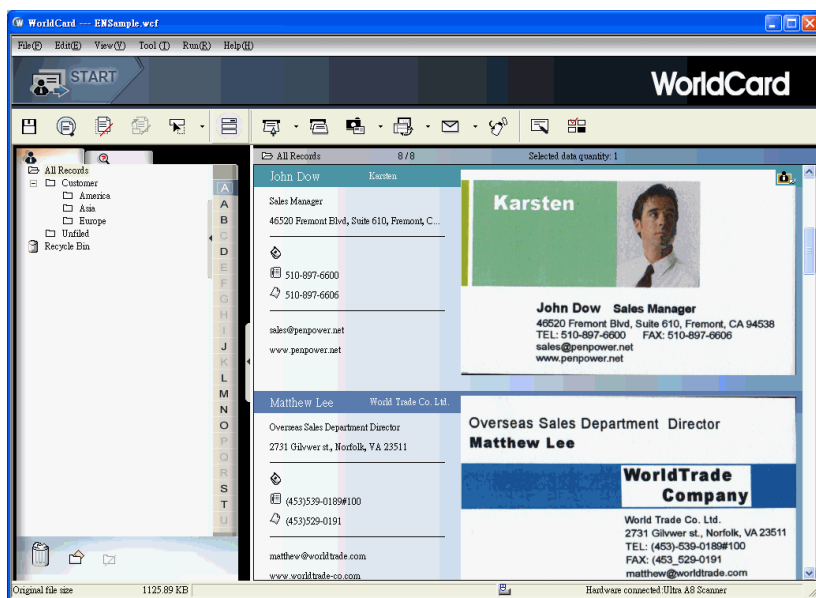 WorldCard --- ENSample.wcf
File(F) Edit(E) View(Y) Tool (T) Run(R) Help(H)
START
WorldCard
All Records 8 / 8 Selected data quantity: 1
All Records
Customer
America
Asia
Europe
Unfiled
Recycle Bin
A
A
B
C
D
E
F
G
H
I
J
K
L
M
N
O
P
Q
R
S
T
U
John Dow Karsten
Sales Manager
46520 Fremont Blvd, Suite 610, Fremont, C...
510-897-6600
510-897-6606
sales@penpower.net
www.penpower.net
Karsten
John Dow Sales Manager
46520 Fremont Blvd, Suite 610, Fremont, CA 94538
TEL: 510-897-6600 FAX: 510-897-6606
sales@penpower.net
www.penpower.net
Matthew Lee World Trade Co. Ltd.
Overseas Sales Department Director
2731 Gilvwer st., Norfolk, VA 23511
(453)539-0189#100
(453)529-0191
matthew@worldtrade.com
www.worldtrade-co.com
Overseas Sales Department Director
Matthew Lee
WorldTrade
Company
World Trade Co. Ltd.
2731 Gilvwer st., Norfolk, VA 23511
TEL: (453)-539-0189#100
FAX: (453_529-0191
matthew@worldtrade.com
Original file size 1125.89 KB Hardware connected:Ultra A8 Scanner